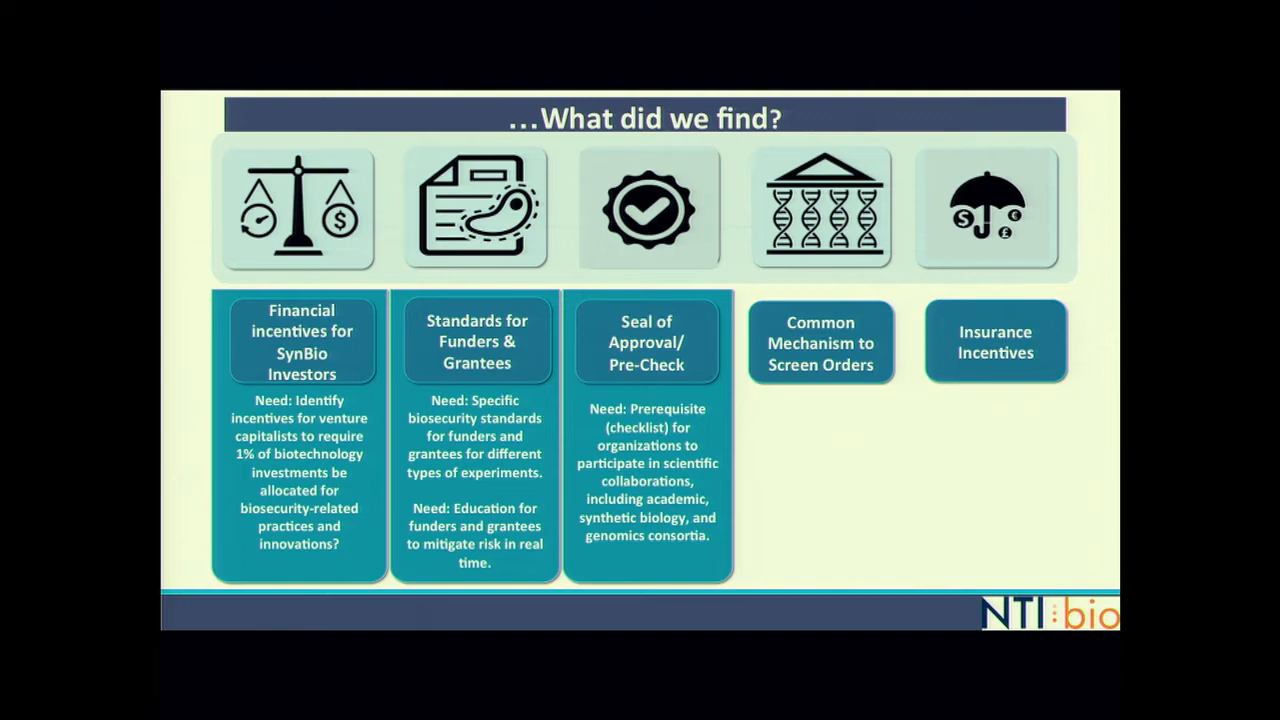 ...What did we find?
$
$
€
£
Financial
incentives for
SynBio
Investors
Standards for
Funders &
Grantees
Seal of
Approval/
Pre-Check
Common
Mechanism to
Screen Orders
Insurance
Incentives
Need: Identify
incentives for venture
capitalists to require
1% of biotechnology
investments be
allocated for
biosecurity-related
practices and
innovations?
Need: Specific
biosecurity standards
for funders and
grantees for different
types of experiments.
Need: Education for
funders and grantees
to mitigate risk in real
time.
Need: Prerequisite
(checklist) for
organizations to
participate in scientific
collaborations,
including academic,
synthetic biology, and
genomics consortia.
NTI:bio